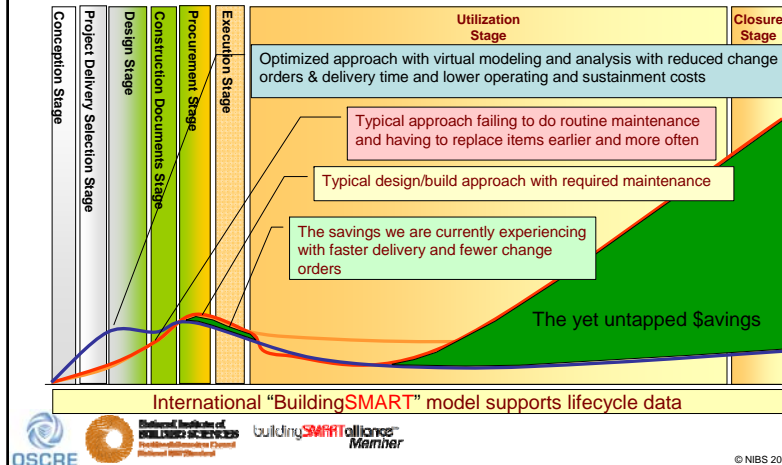 Conception Stage
Project Delivery Selection Stage
Design Stage
Construction Documents Stage
Procurement Stage
Execution Stage
Utilization
Stage
Closure
Stage
Optimized approach with virtual modeling and analysis with reduced change
orders & delivery time and lower operating and sustainment costs
Typical approach failing to do routine maintenance
and having to replace items earlier and more often
Typical design/build approach with required maintenance
The savings we are currently experiencing
with faster delivery and fewer change
orders
The yet untapped $avings
International “BuildingSMART” model supports lifecycle data
OSCRE
National Institute of
BUILDING SCIENCES
buildingSMARTalliance™
Member
© NIBS 20